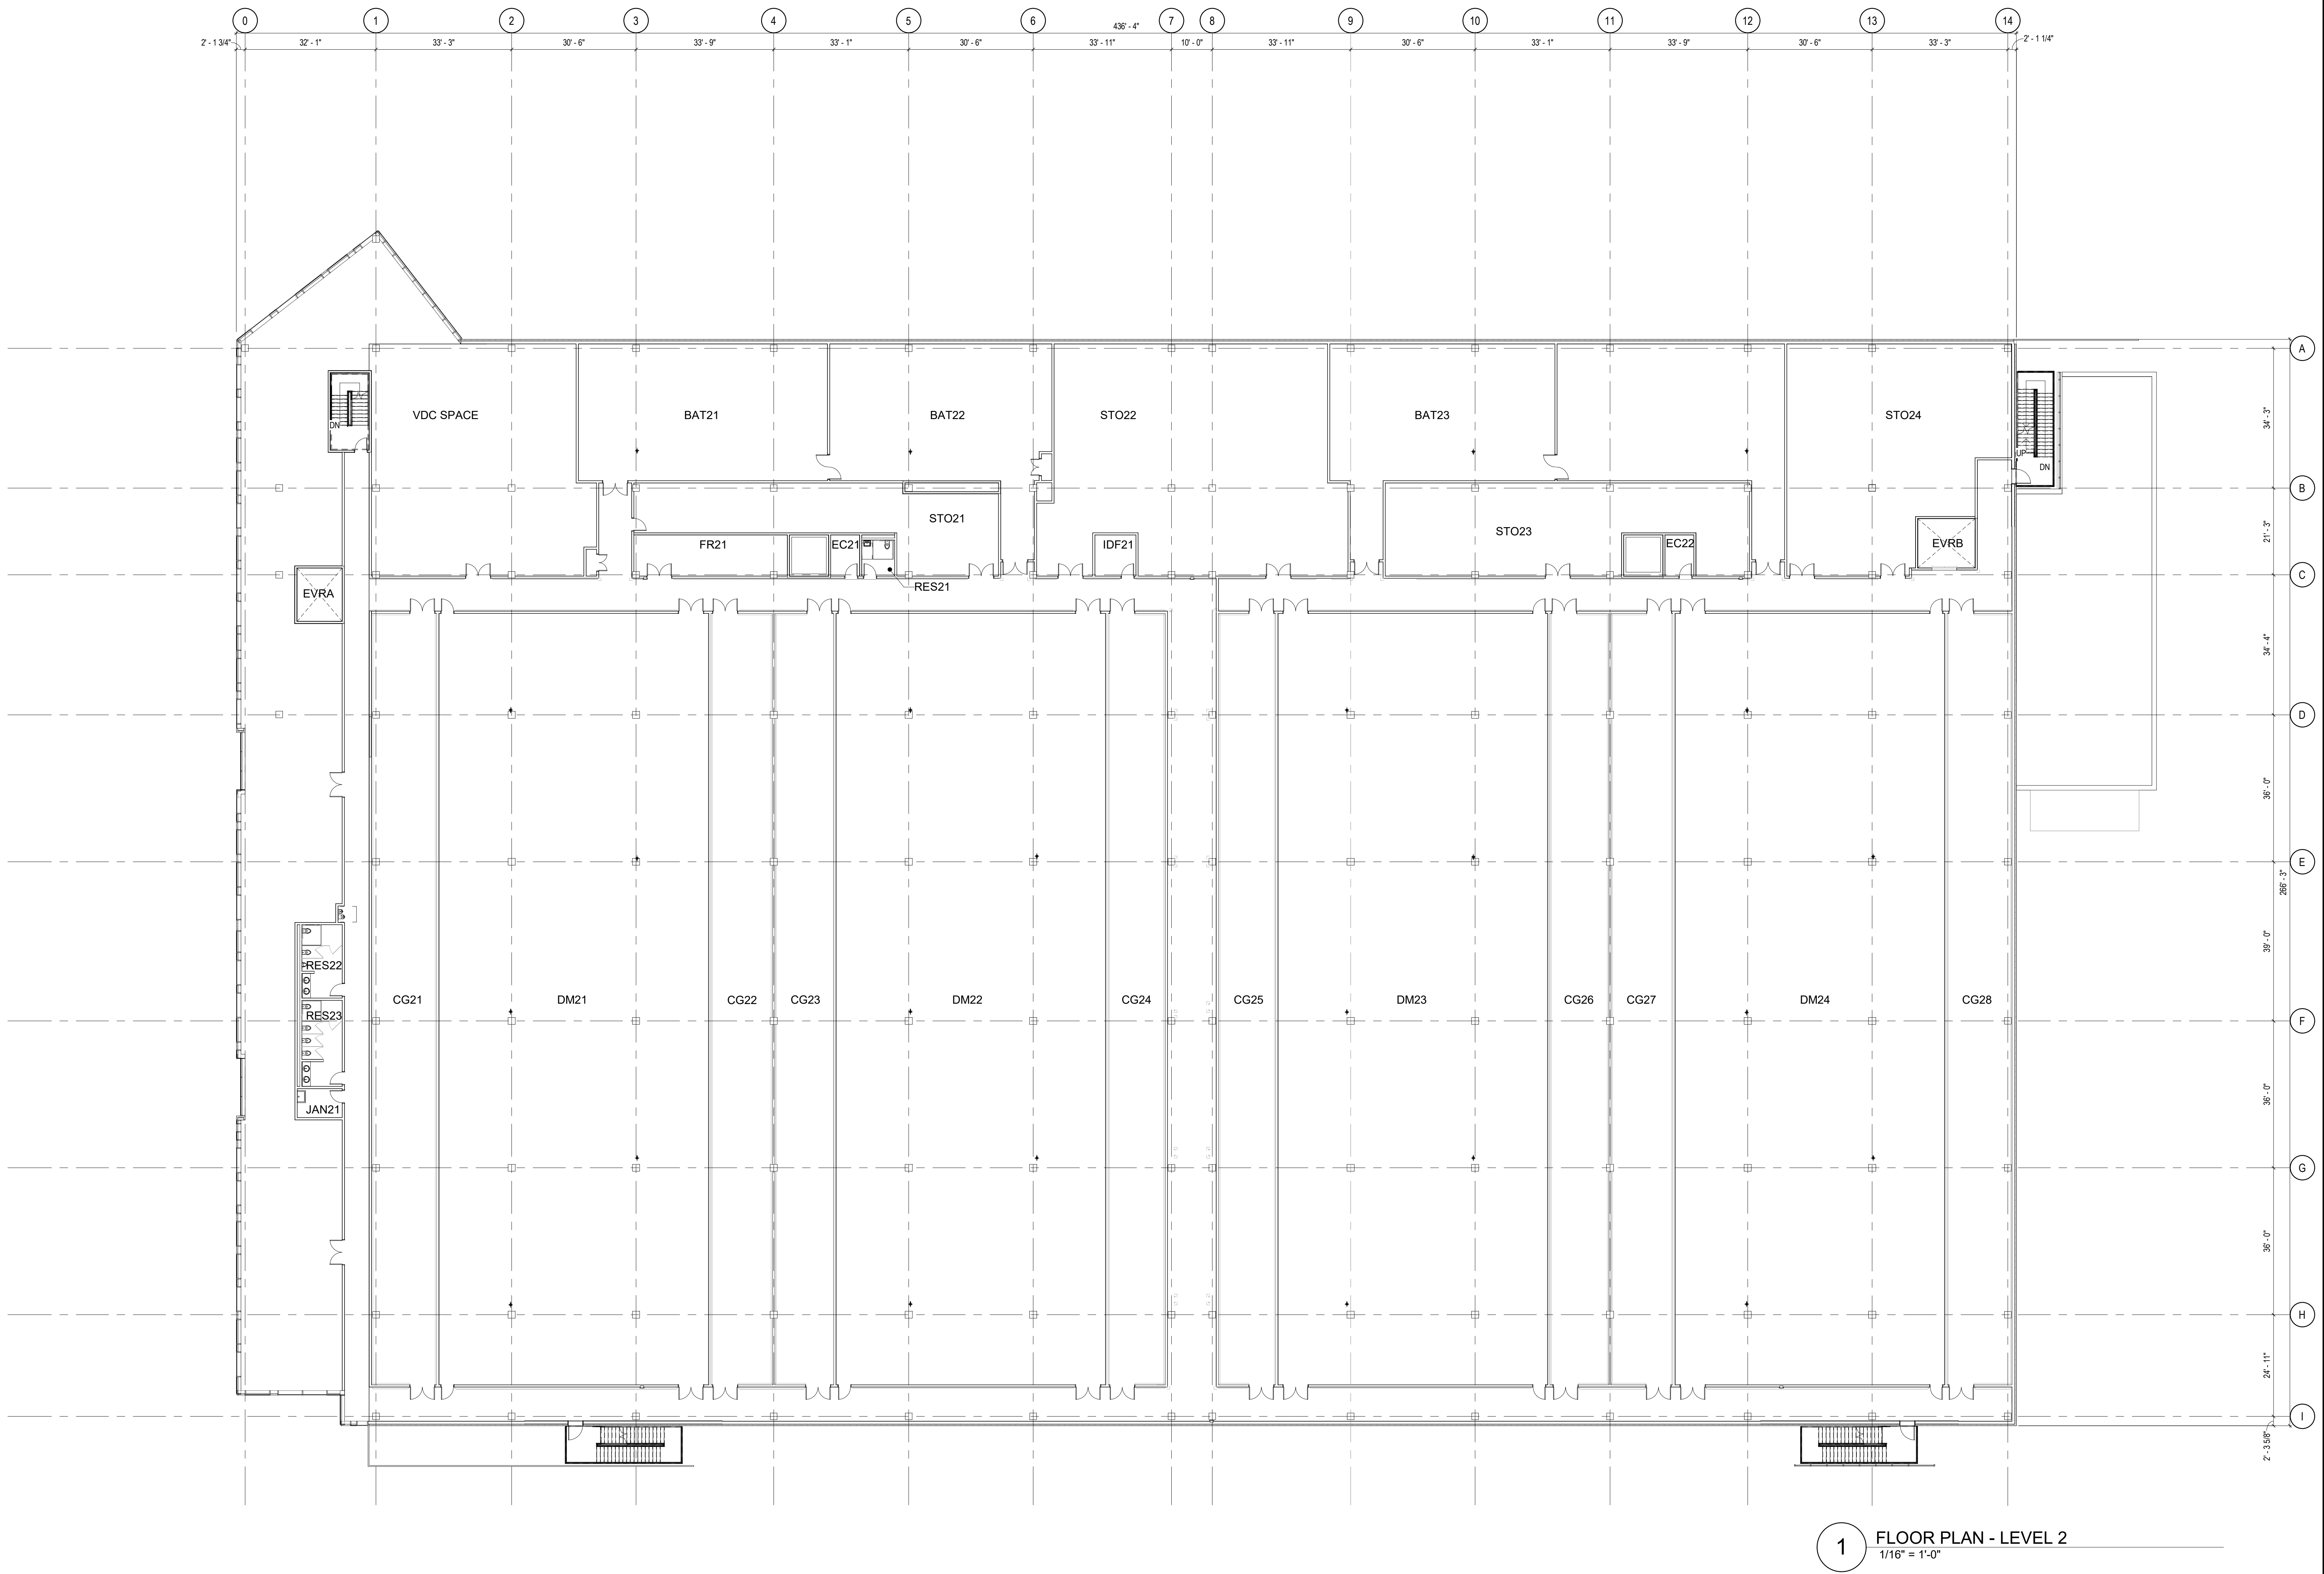 0 1 2 3 4 5 6 7 8 9 10 11 12 13 14
436' - 4"
2' - 1 3/4" 32' - 1" 33' - 3" 30' - 6" 33' - 9" 33' - 1" 30' - 6" 33' - 11" 10' - 0" 33' - 11" 30' - 6" 33' - 1" 33' - 9" 30' - 6" 33' - 3" 2' - 1 1/4"
A
VDC SPACE BAT21 BAT22 STO22 BAT23 STO24
34' - 3"
DN
UP
DN
B
STO21
STO23
21' - 3"
FR21 EC21 IDF21 EC22 EVRB
C
RES21
EVRA
34' - 4"
D
36' - 0"
E
266' - 3"
39' - 0"
RES22
CG21 DM21 CG22 CG23 DM22 CG24 CG25 DM23 CG26 CG27 DM24 CG28
RES23
F
36' - 0"
JAN21
G
36' - 0"
H
24' - 11"
I
2' - 3 5/8"
1 FLOOR PLAN - LEVEL 2
1/16" = 1'-0"